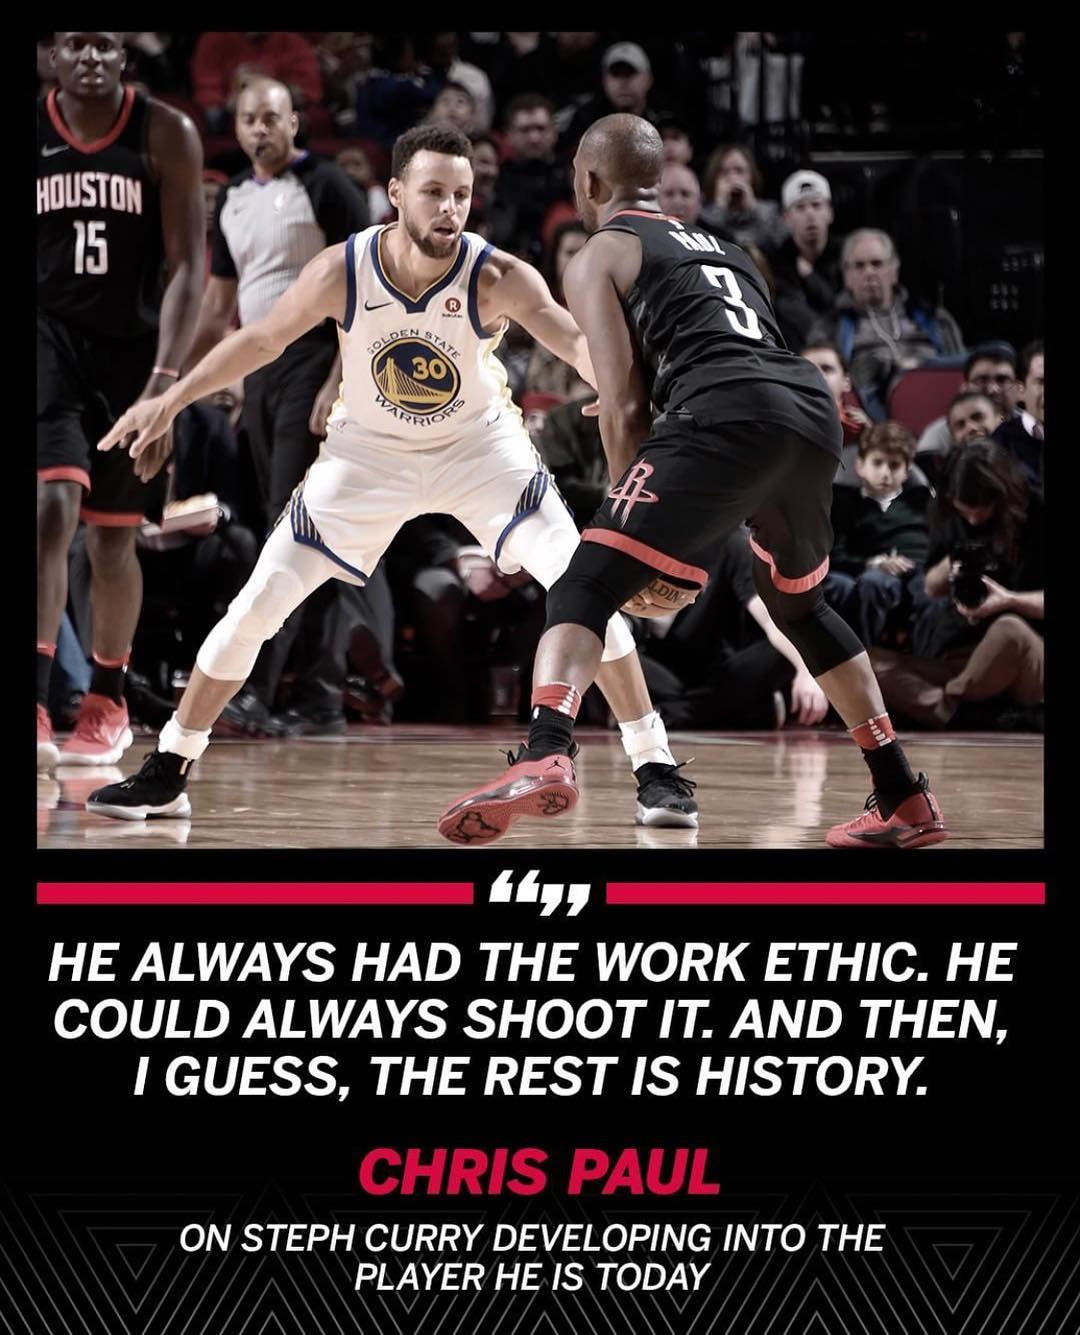 HOUSTON
15
PAUL
3
R
GOLDEN STATE
30
WARRIORS
R
“”
HE ALWAYS HAD THE WORK ETHIC. HE
COULD ALWAYS SHOOT IT. AND THEN,
I GUESS, THE REST IS HISTORY.
CHRIS PAUL
ON STEPH CURRY DEVELOPING INTO THE
PLAYER HE IS TODAY